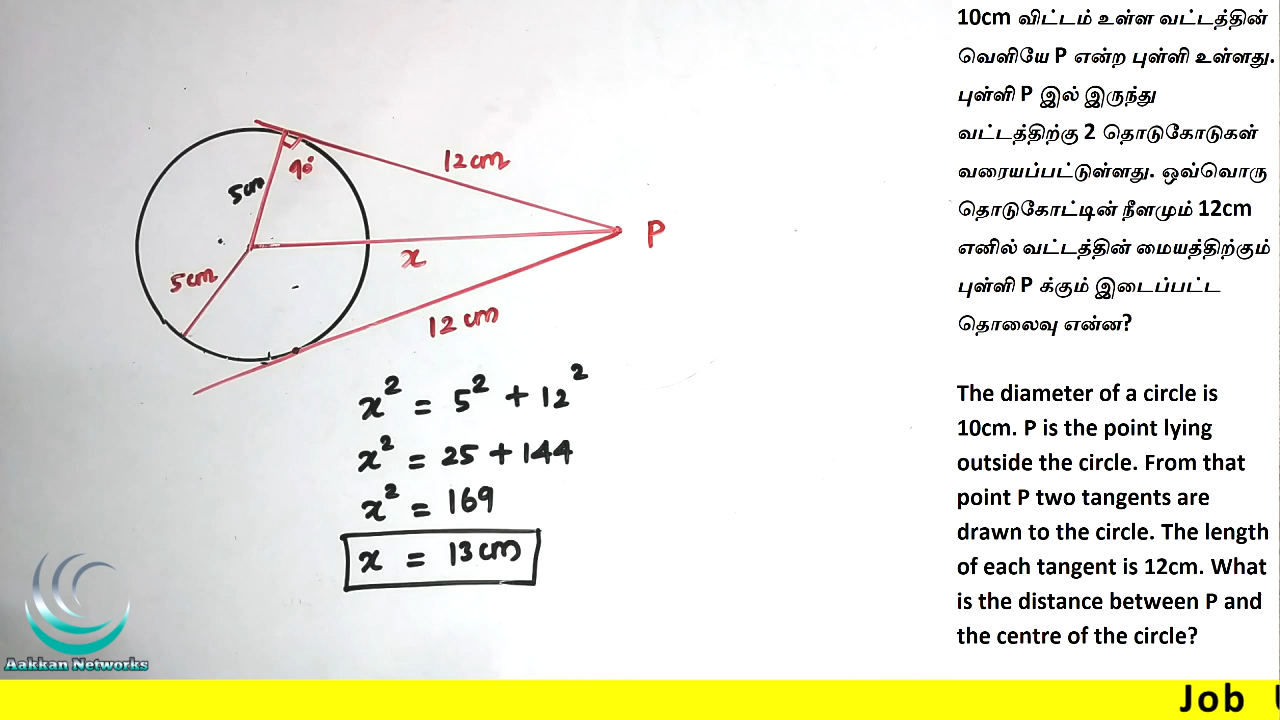 10cm விட்டம் உள்ள வட்டத்தின்
வெளியே P என்ற புள்ளி உள்ளது.
புள்ளி P இல் இருந்து
வட்டத்திற்கு 2 தொடுகோடுகள்
வரையப்பட்டுள்ளது. ஒவ்வொரு
தொடுகோட்டின் நீளமும் 12cm
எனில் வட்டத்தின் மையத்திற்கும்
புள்ளி P க்கும் இடைப்பட்ட
தொலைவு என்ன?
The diameter of a circle is
10cm. P is the point lying
outside the circle. From that
point P two tangents are
drawn to the circle. The length
of each tangent is 12cm. What
is the distance between P and
the centre of the circle?
12cm
90°
5cm
P
x
5cm
12cm
x² = 5² + 12²
x² = 25 + 144
x² = 169
x = 13cm
Aakkan Networks
Job